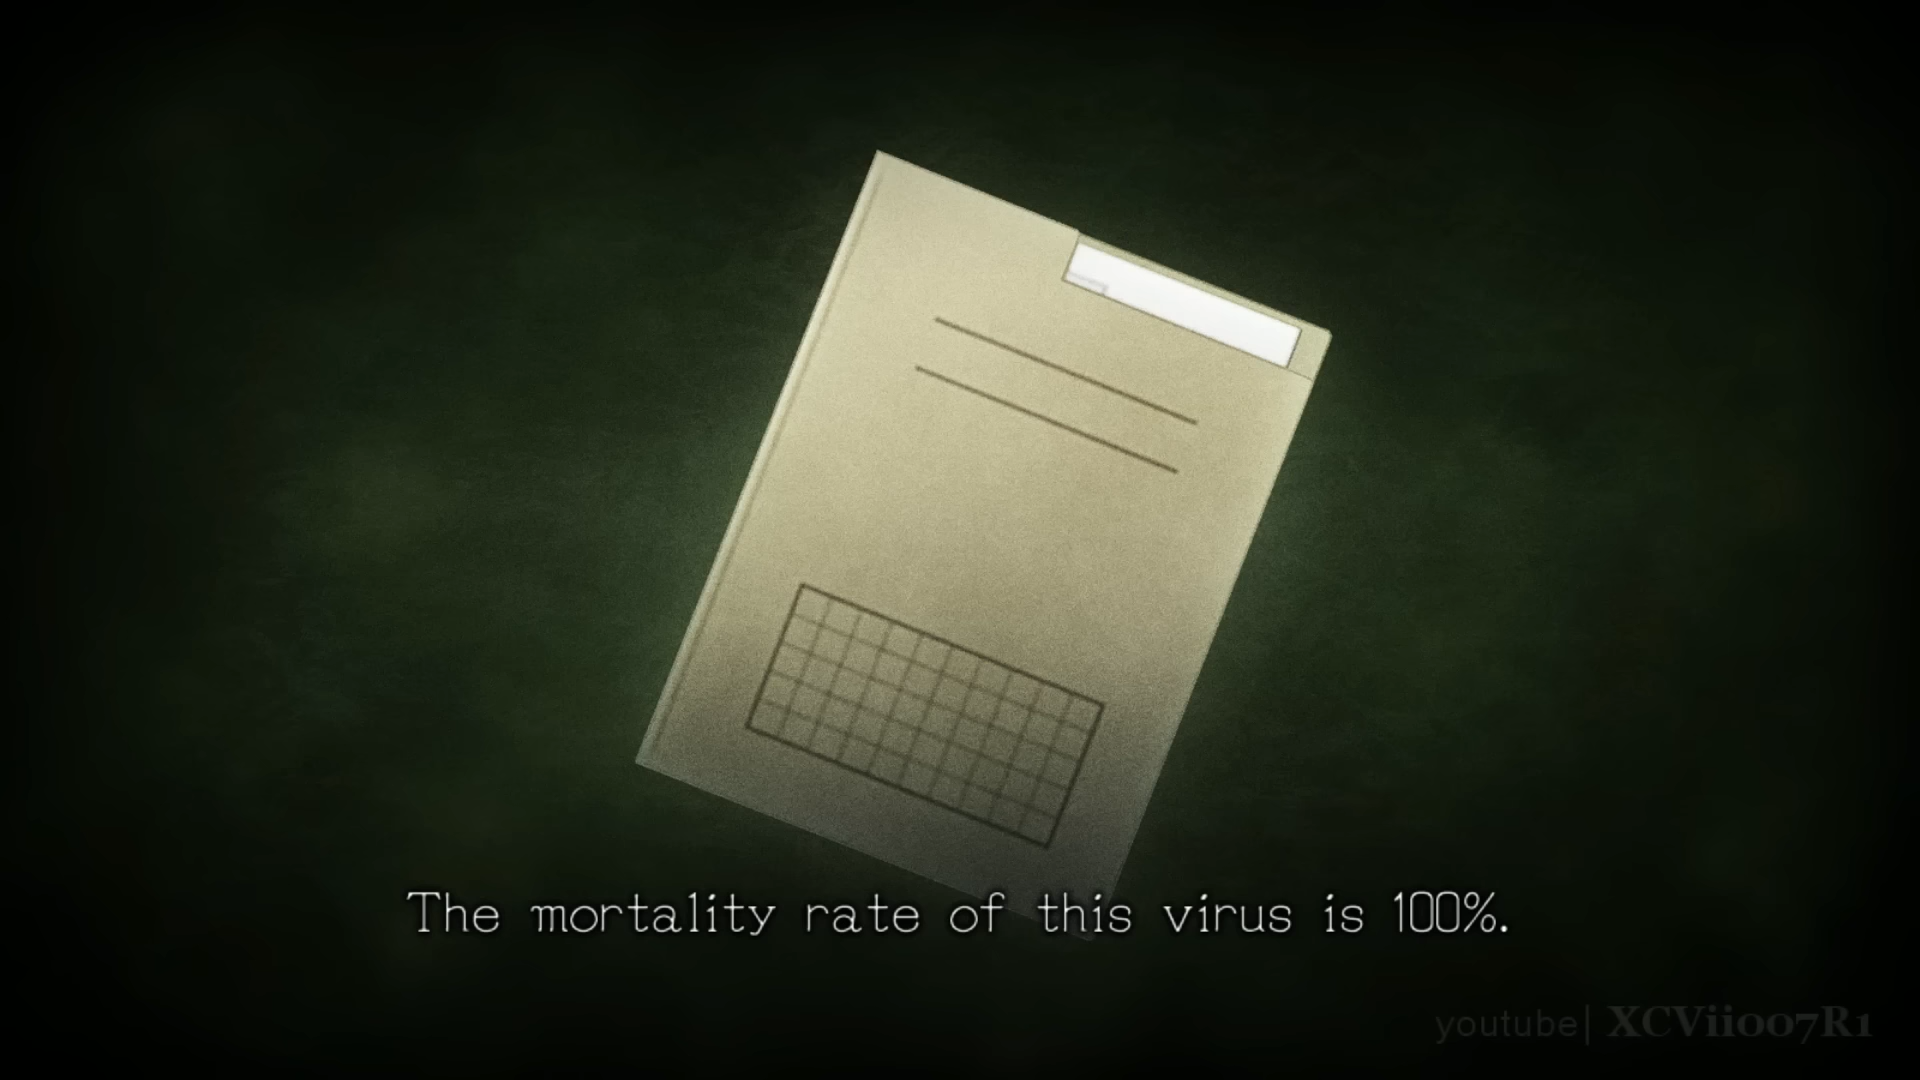 The mortality rate of this virus is 100%.
youtube| XCVii007R1